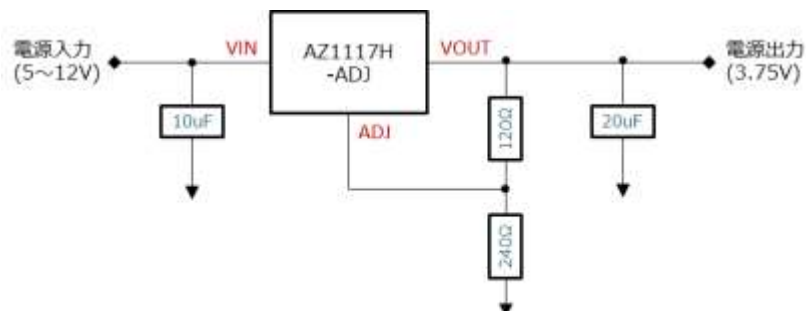 電源入力
(5～12V)
VIN
AZ1117H
-ADJ
VOUT
電源出力
(3.75V)
10uF
ADJ
120Ω
20uF
240Ω